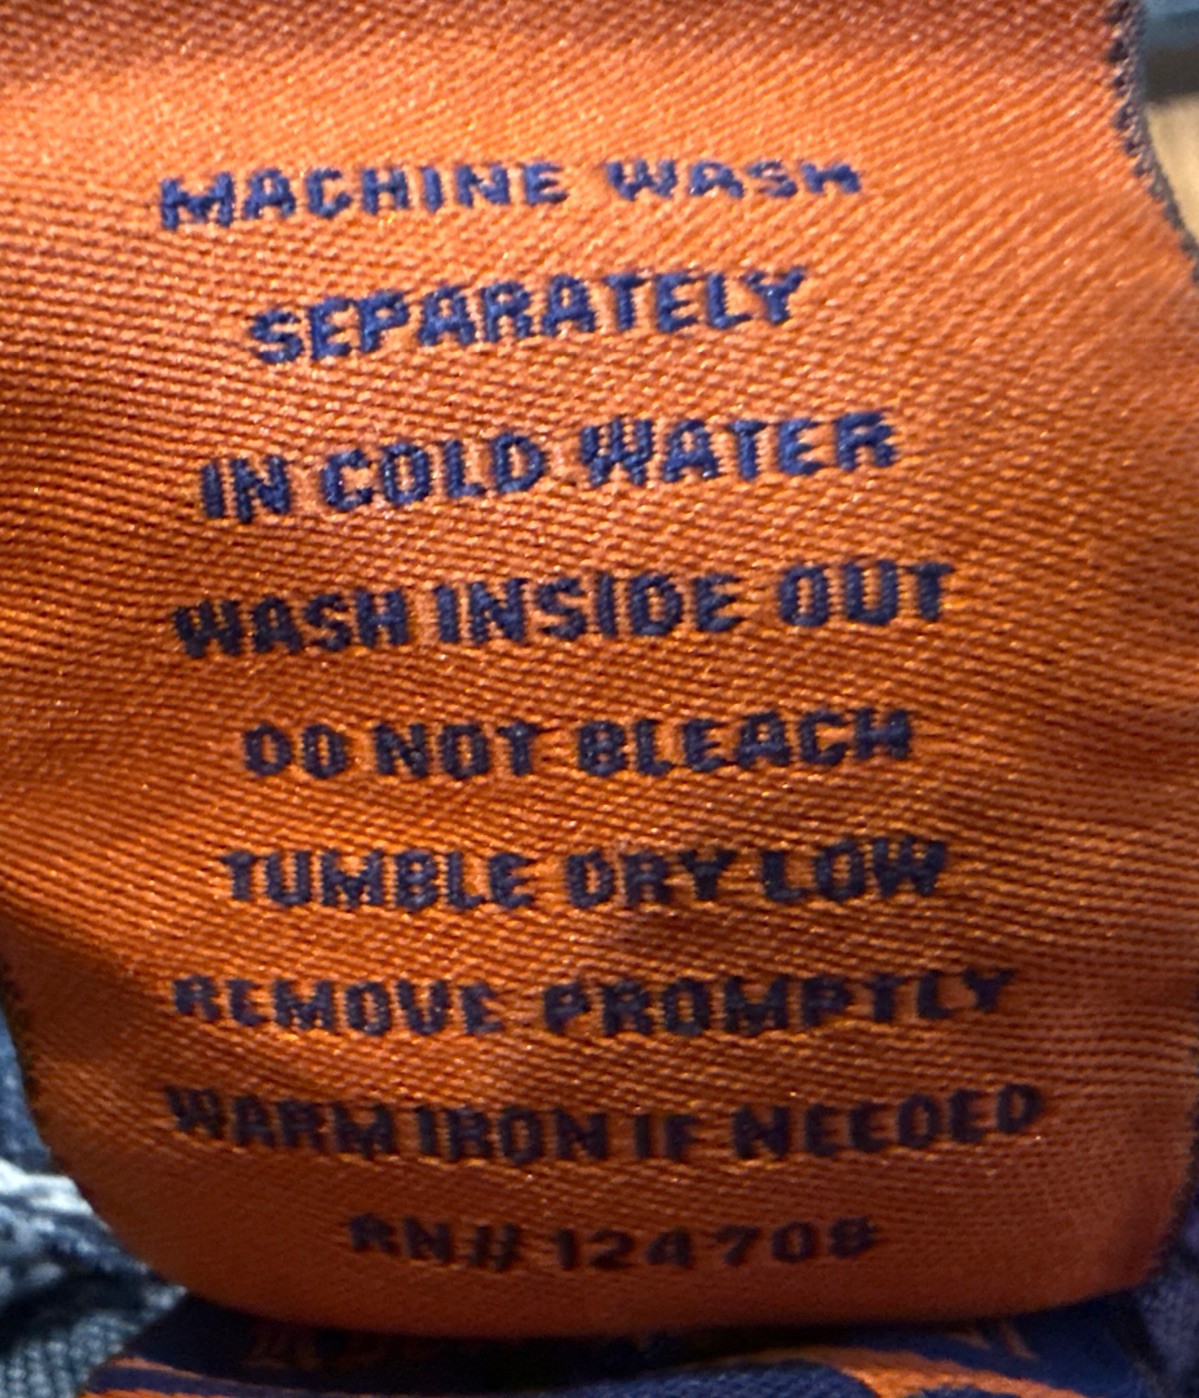 MACHINE WASH
SEPARATELY
IN COLD WATER
WASH INSIDE OUT
DO NOT BLEACH
TUMBLE DRY LOW
REMOVE PROMPTLY
WARM IRON IF NEEDED
RN# 124708